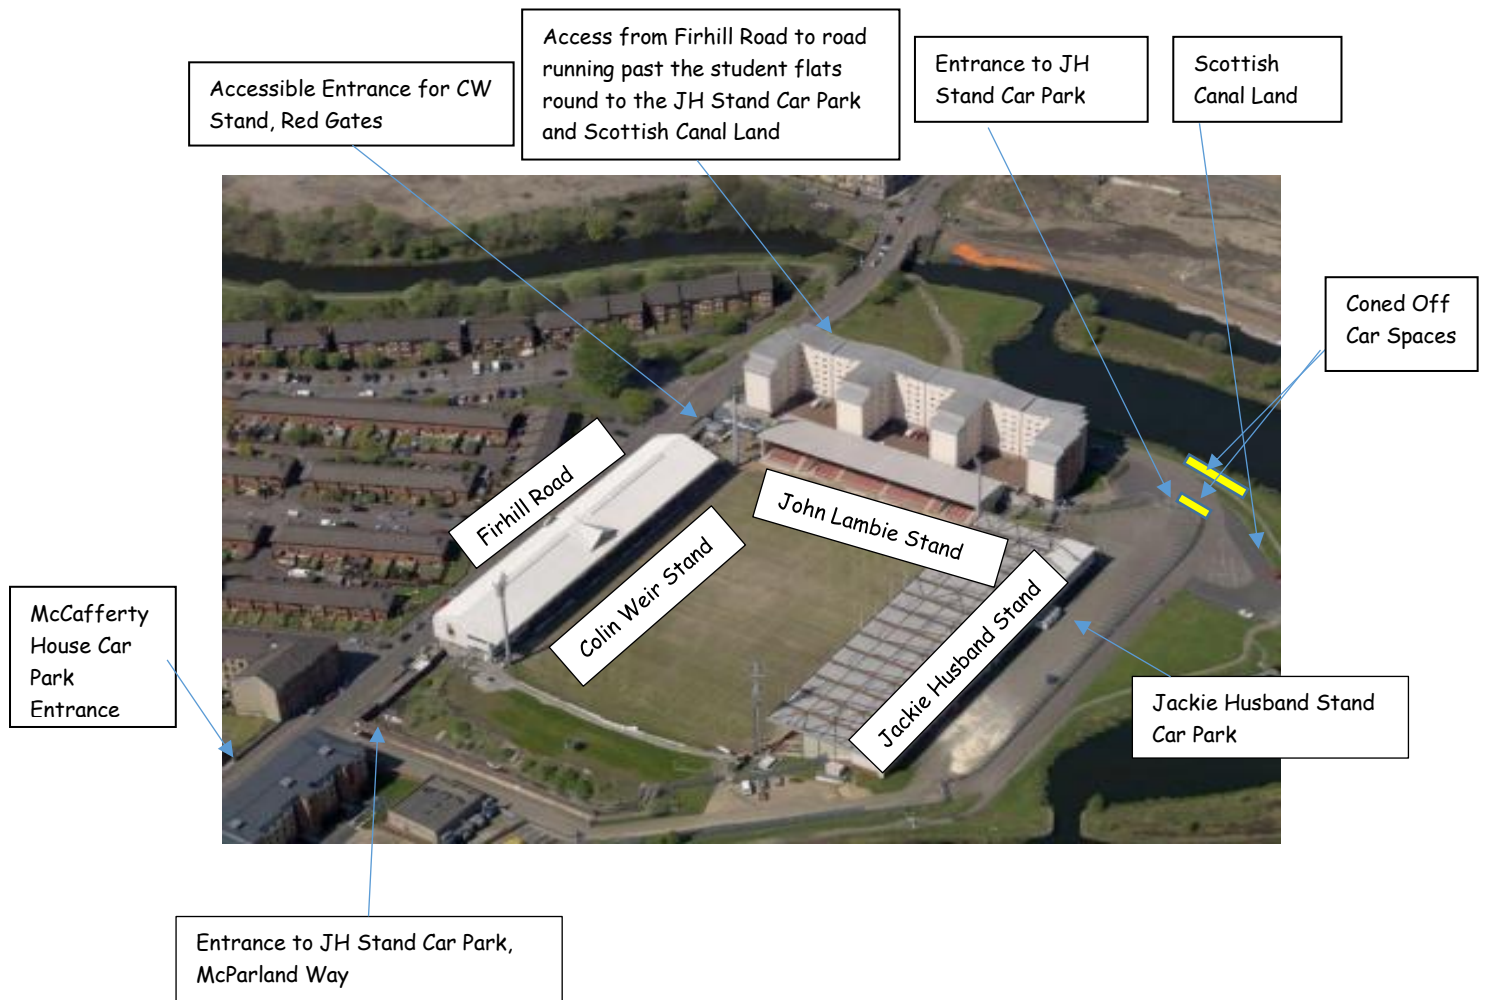 Access from Firhill Road to road
running past the student flats
round to the JH Stand Car Park
and Scottish Canal Land
Accessible Entrance for CW
Stand, Red Gates
Entrance to JH
Stand Car Park
Scottish
Canal Land
Coned Off
Car Spaces
Firhill Road
John Lambie Stand
Colin Weir Stand
Jackie Husband Stand
McCafferty
House Car
Park
Entrance
Jackie Husband Stand
Car Park
Entrance to JH Stand Car Park,
McParland Way